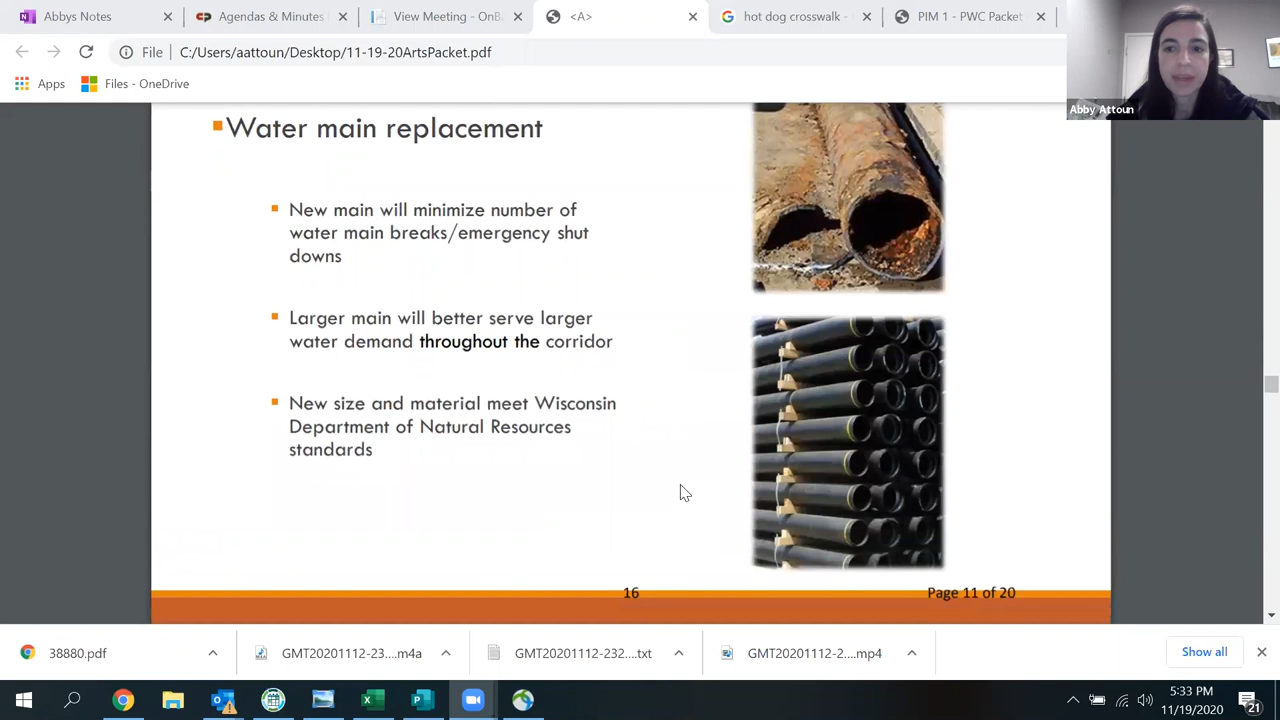 Abbys Notes
Agendas & Minutes
View Meeting - OnB
<A>
hot dog crosswalk -
PIM 1 - PWC Packet
File
C:/Users/aattoun/Desktop/11-19-20ArtsPacket.pdf
Apps
Files - OneDrive
Abby Attoun
Water main replacement
New main will minimize number of
water main breaks/emergency shut
downs
Larger main will better serve larger
water demand throughout the corridor
New size and material meet Wisconsin
Department of Natural Resources
standards
16
Page 11 of 20
38880.pdf
GMT20201112-23....m4a
GMT20201112-232....txt
GMT20201112-2....mp4
Show all
5:33 PM
11/19/2020
21